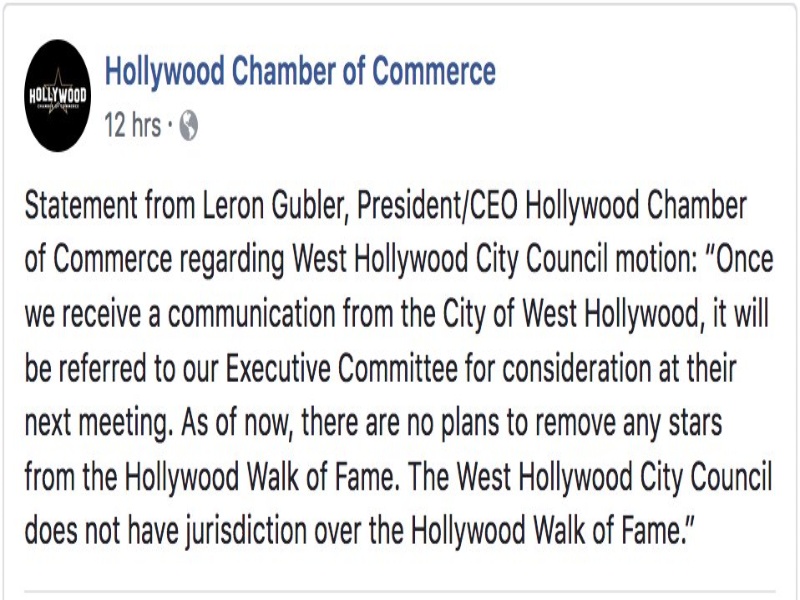 HOLLYWOOD
Hollywood Chamber of Commerce
12 hrs ·
Statement from Leron Gubler, President/CEO Hollywood Chamber
of Commerce regarding West Hollywood City Council motion: “Once
we receive a communication from the City of West Hollywood, it will
be referred to our Executive Committee for consideration at their
next meeting. As of now, there are no plans to remove any stars
from the Hollywood Walk of Fame. The West Hollywood City Council
does not have jurisdiction over the Hollywood Walk of Fame.”